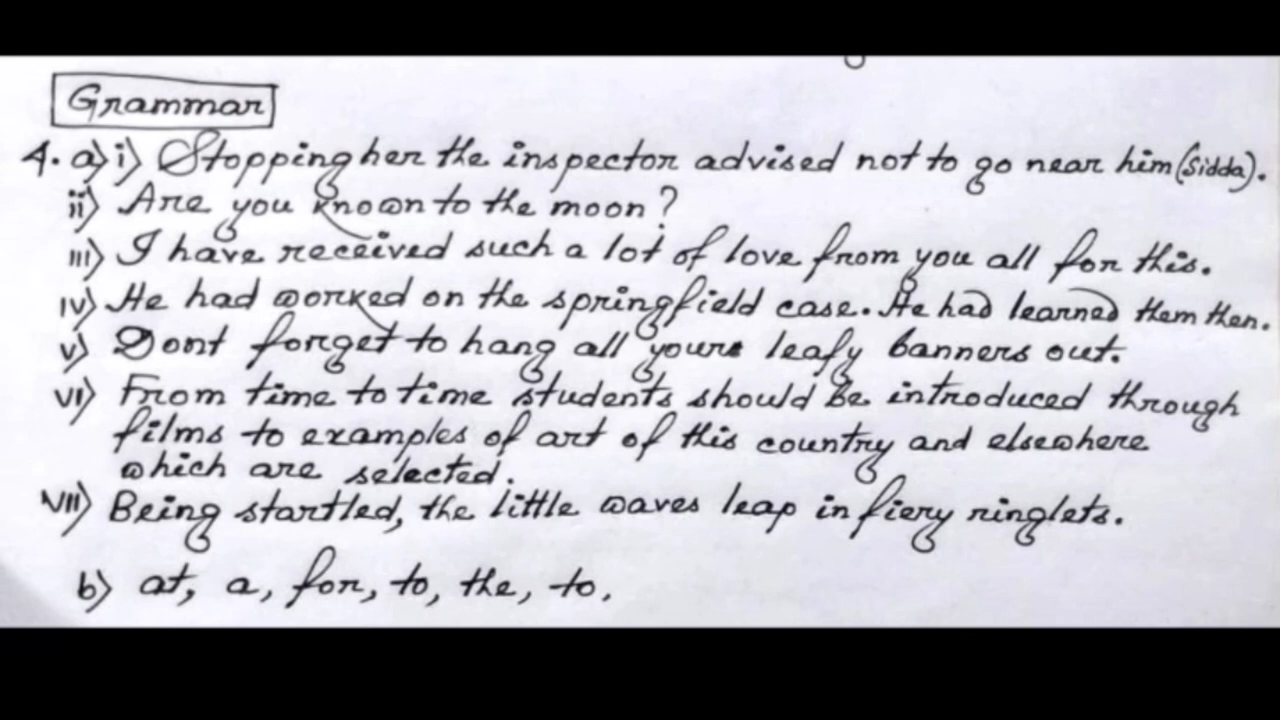 Grammar
4. a) i) Stopping her the inspector advised not to go near him (Sidda).
ii) Are you known to the moon?
iii) I have received such a lot of love from you all for this.
iv) He had worked on the springfield case. He had learned them then.
v) Dont forget to hang all your leafy banners out.
vi) From time to time students should be introduced through
films to examples of art of this country and elsewhere
which are selected.
vii) Being startled, the little waves leap in fiery ringlets.
b) at, a, for, to, the, to.